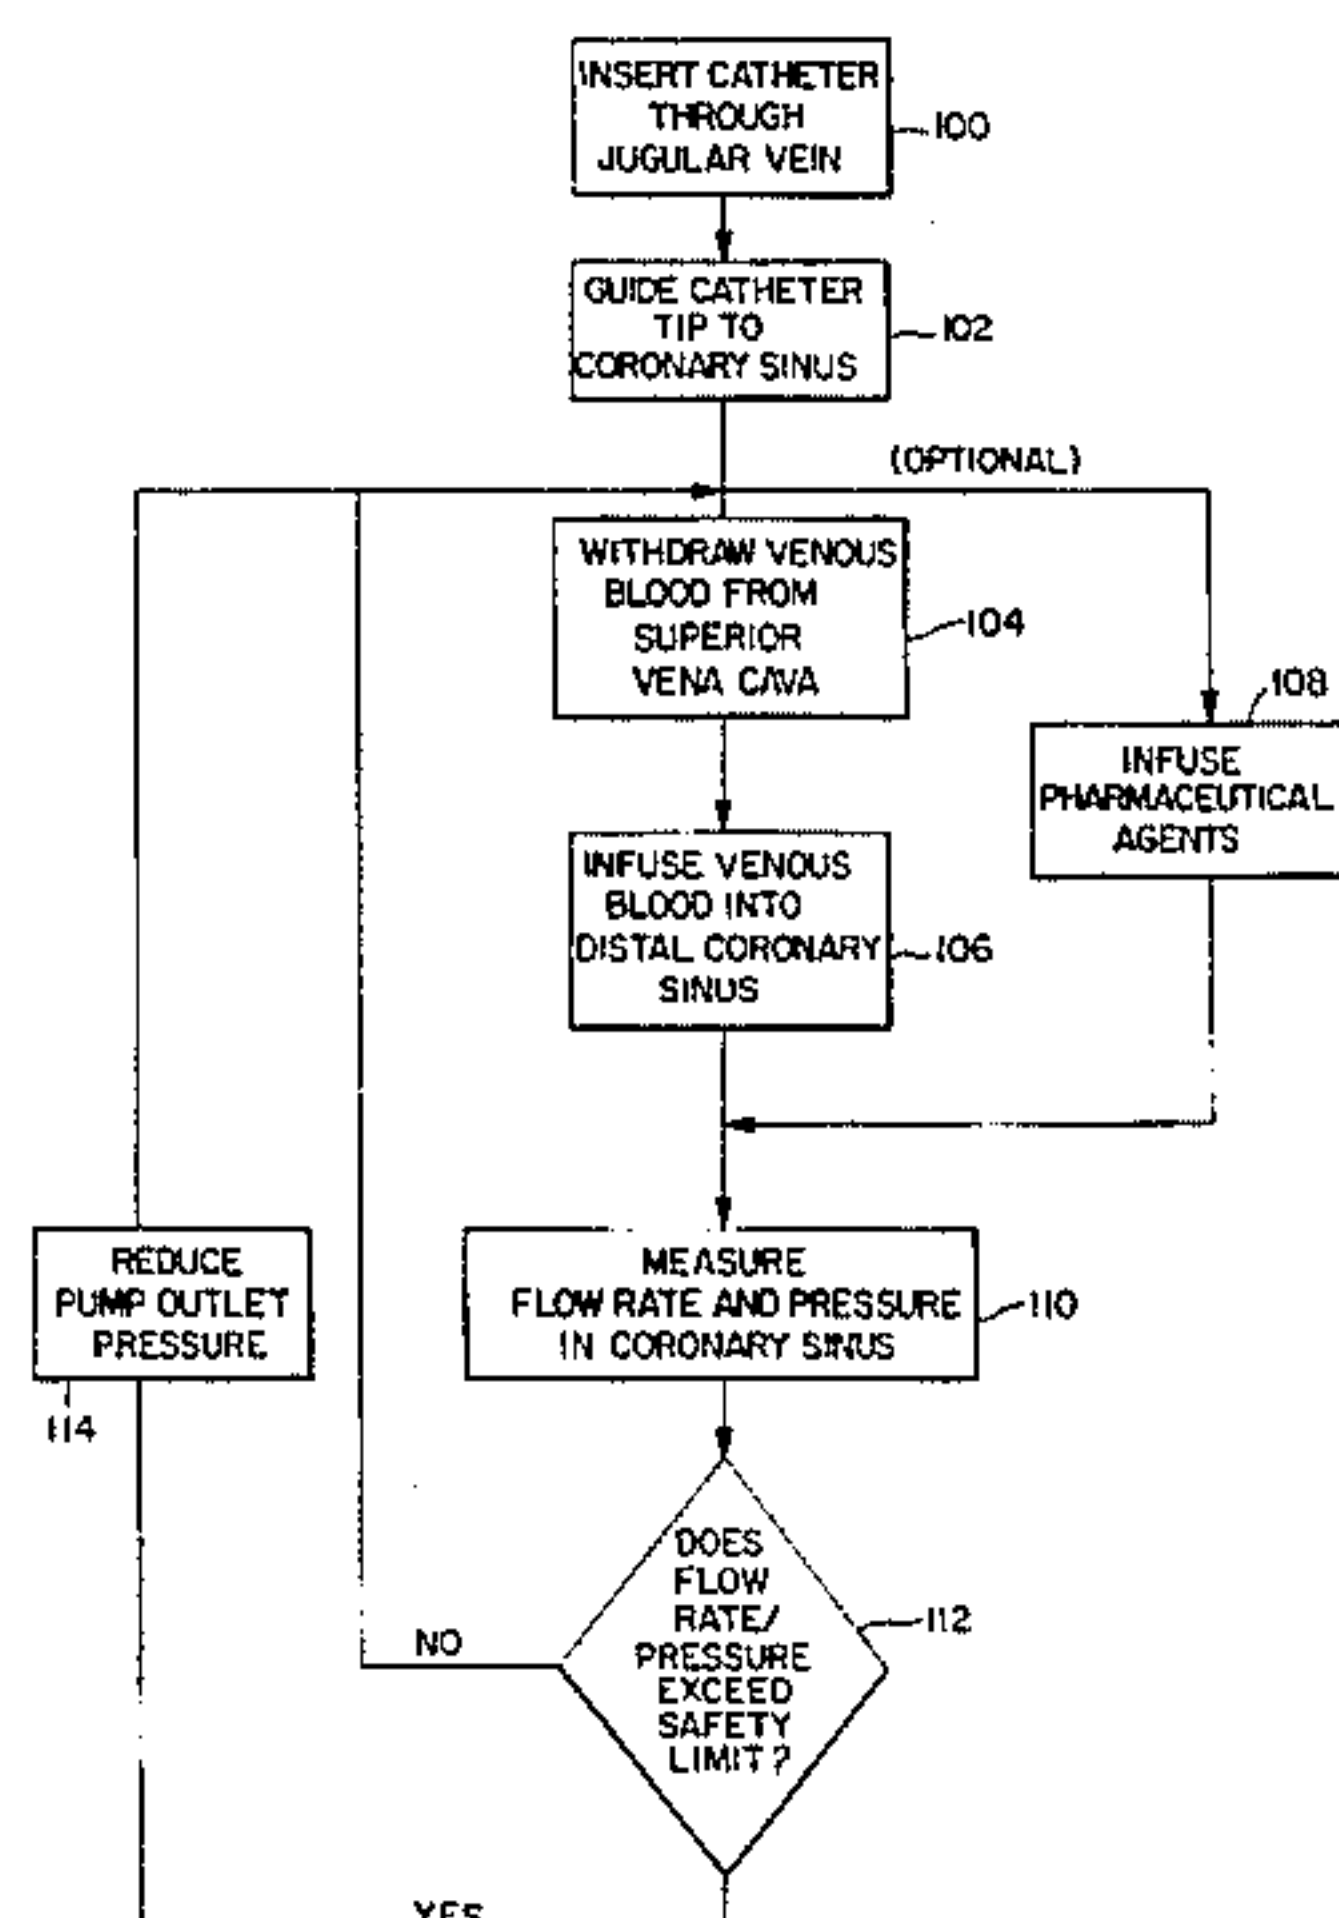 INSERT CATHETER
THROUGH
JUGULAR VEIN
100
GUIDE CATHETER
TIP TO
CORONARY SINUS
102
(OPTIONAL)
WITHDRAW VENOUS
BLOOD FROM
SUPERIOR
VENA CAVA
104
108
INFUSE
PHARMACEUTICAL
AGENTS
INFUSE VENOUS
BLOOD INTO
DISTAL CORONARY
SINUS
106
REDUCE
PUMP OUTLET
PRESSURE
114
MEASURE
FLOW RATE AND PRESSURE
IN CORONARY SINUS
110
DOES
FLOW
RATE/
PRESSURE
EXCEED
SAFETY
LIMIT?
112
NO
YES